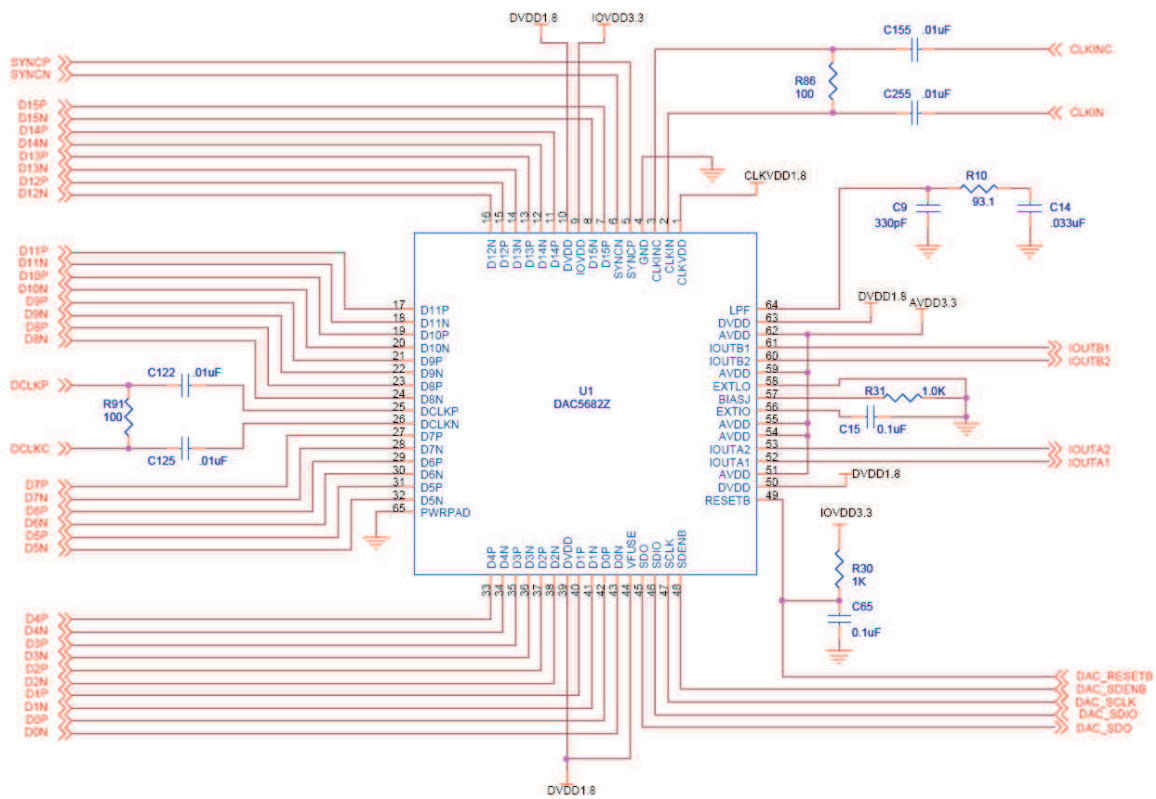 DVDD1.8 IOVDD3.3
C155 .01uF
CLKINC
R86
100
C255 .01uF
CLKIN
SYNCP
SYNCN
D15P
D15N
D14P
D14N
D13P
D13N
D12P
D12N
CLKVDD1.8
R10
93.1
C9
330pF
C14
.033uF
16 15 14 13 12 11 10 9 8 7 6 5 4 3 2 1
D12N D12P D13N D13P D14N D14P DVDD IOVDD D15N D15P SYNCN SYNCP GND CLKINC CLKIN CLKVDD
D11P
D11N
D10P
D10N
D9P
D9N
D8P
D8N
DCLKP
DCLKC
C122 .01uF
R91
100
C125 .01uF
D7P
D7N
D6P
D6N
D5P
D5N
17 D11P
18 D11N
19 D10P
20 D10N
21 D9P
22 D9N
23 D8P
24 D8N
25 DCLKP
26 DCLKN
27 D7P
28 D7N
29 D6P
30 D6N
31 D5P
32 D5N
65 PWRPAD
U1
DAC5682Z
LPF 64
DVDD 63
AVDD 62
IOUTB1 61
IOUTB2 60
AVDD 59
EXTLO 58
BIASJ 57
EXTIO 56
AVDD 55
AVDD 54
IOUTA2 53
IOUTA1 52
AVDD 51
DVDD 50
RESETB 49
DVDD1.8
AVDD3.3
IOUTB1
IOUTB2
R31 1.0K
C15 0.1uF
IOUTA2
IOUTA1
DVDD1.8
IOVDD3.3
R30
1K
C65
0.1uF
D4P D4N D3P D3N D2P D2N DVDD D1P D1N D0P D0N VFUSE SDO SDIO SCLK SDENB
33 34 35 36 37 38 39 40 41 42 43 44 45 46 47 48
D4P
D4N
D3P
D3N
D2P
D2N
D1P
D1N
D0P
D0N
DAC_RESETB
DAC_SDENB
DAC_SCLK
DAC_SDIO
DAC_SDO
DVDD1.8